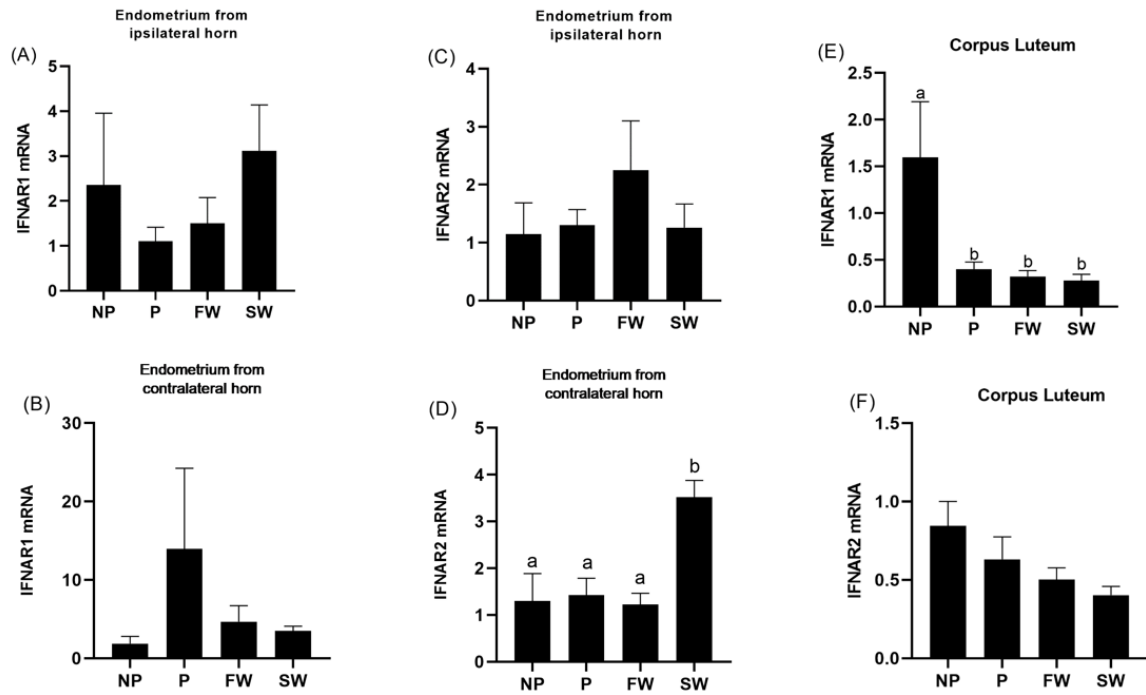 Endometrium from
ipsilateral horn
(A)
IFNAR1 mRNA
5
4
3
2
1
0
NP P FW SW
Endometrium from
ipsilateral horn
(C)
IFNAR2 mRNA
4
3
2
1
0
NP P FW SW
(E)
Corpus Luteum
IFNAR1 mRNA
2.5
2.0
1.5
1.0
0.5
0.0
a
b b b
NP P FW SW
Endometrium from
contralateral horn
(B)
IFNAR1 mRNA
30
20
10
0
NP P FW SW
Endometrium from
contralateral horn
(D)
IFNAR2 mRNA
5
4
3
2
1
0
a a a b
NP P FW SW
(F)
Corpus Luteum
IFNAR2 mRNA
1.5
1.0
0.5
0.0
NP P FW SW